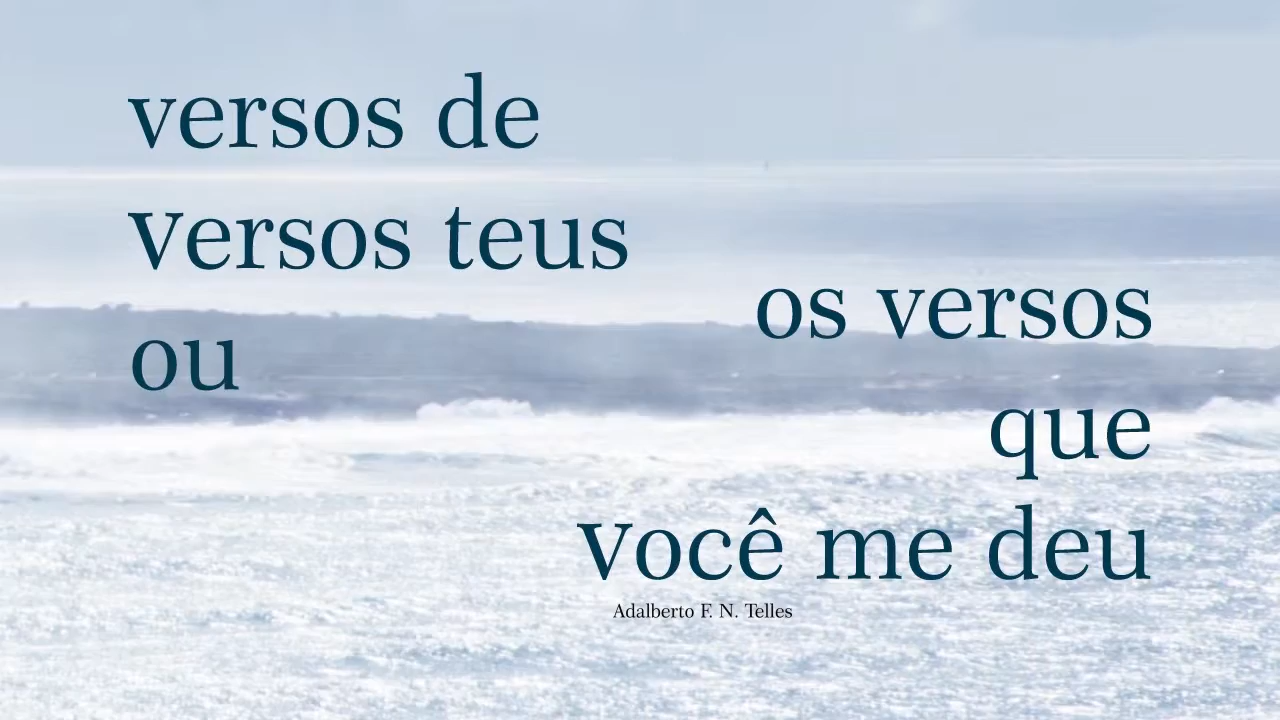 versos de
versos teus
ou
os versos
que
você me deu
Adalberto F. N. Telles